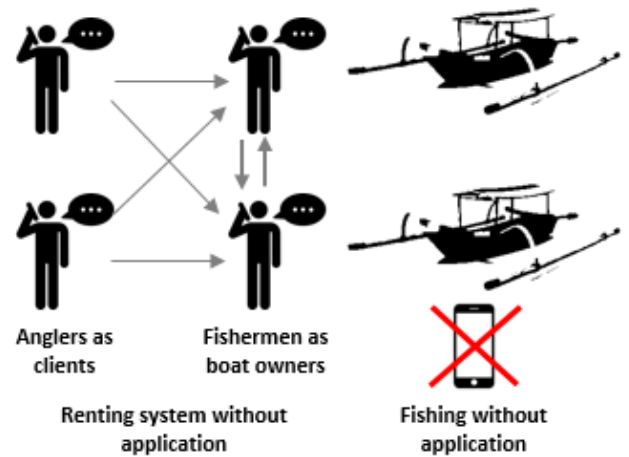 Anglers as
clients
Fishermen as
boat owners
Renting system without
application
Fishing without
application